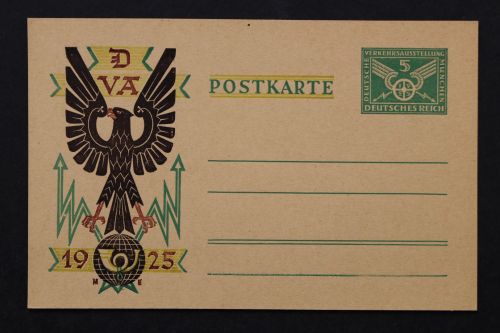 D
VA
POSTKARTE
VERKEHRSAUSSTELLUNG
DEUTSCHE
5
MÜNCHEN
DEUTSCHES REICH
19 25
M E